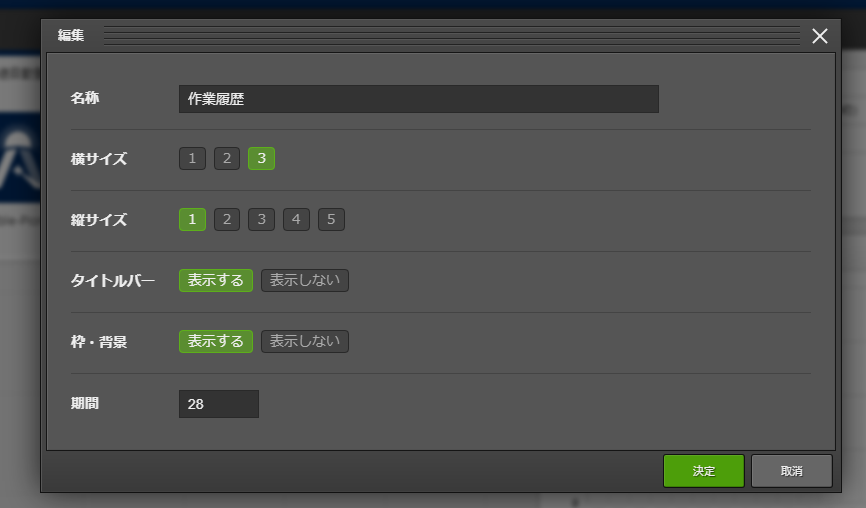 編集
名称
作業履歴
横サイズ
1 2 3
縦サイズ
1 2 3 4 5
タイトルバー
表示する 表示しない
枠・背景
表示する 表示しない
期間
28
決定 取消